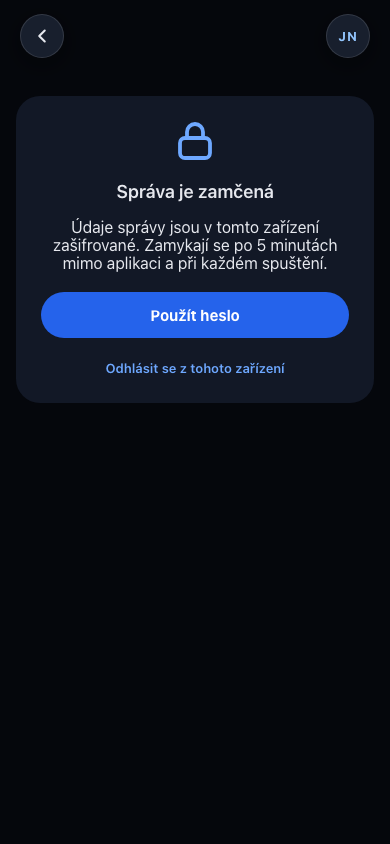 JN
Správa je zamčená
Údaje správy jsou v tomto zařízení
zašifrované. Zamykají se po 5 minutách
mimo aplikaci a při každém spuštění.
Použít heslo
Odhlásit se z tohoto zařízení